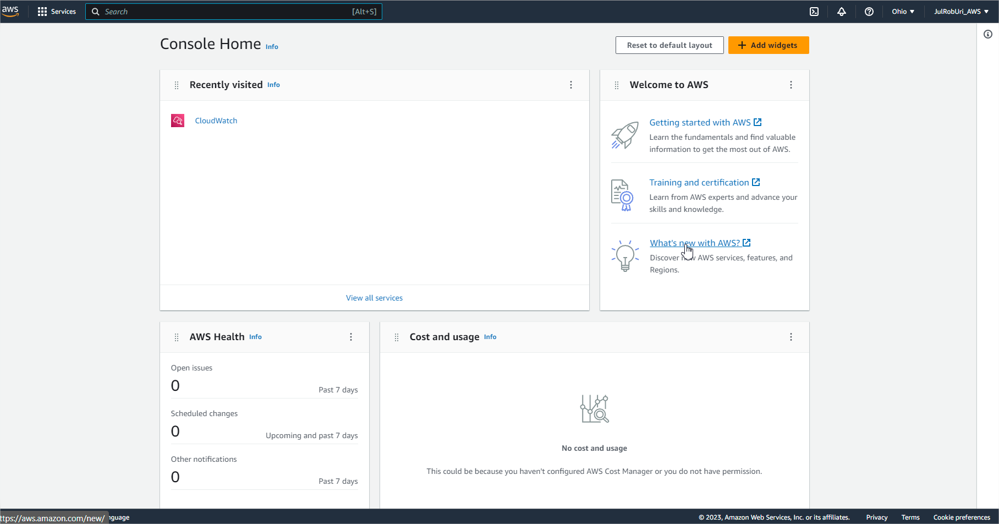 aws
Services
Search
[Alt+S]
Ohio
JulRobUri_AWS
Console Home Info
Reset to default layout
Add widgets
Recently visited Info
CloudWatch
View all services
Welcome to AWS
Getting started with AWS
Learn the fundamentals and find valuable
information to get the most out of AWS.
Training and certification
Learn from AWS experts and advance your
skills and knowledge.
What's new with AWS?
Discover new AWS services, features, and
Regions.
AWS Health Info
Open issues
0
Past 7 days
Scheduled changes
0
Upcoming and past 7 days
Other notifications
0
Past 7 days
Cost and usage Info
No cost and usage
This could be because you haven't configured AWS Cost Manager or you do not have permission.
ttps://aws.amazon.com/new/
nguage
© 2023, Amazon Web Services, Inc. or its affiliates.
Privacy
Terms
Cookie preferences